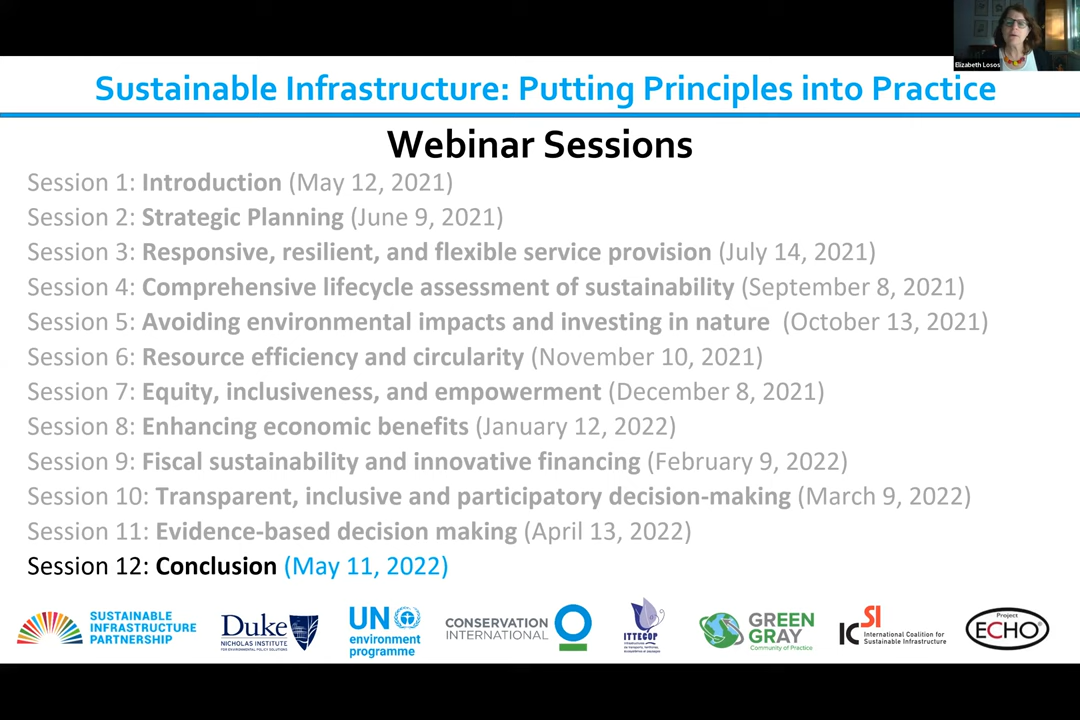 Elizabeth Losos
Sustainable Infrastructure: Putting Principles into Practice
Webinar Sessions
Session 1: Introduction (May 12, 2021)
Session 2: Strategic Planning (June 9, 2021)
Session 3: Responsive, resilient, and flexible service provision (July 14, 2021)
Session 4: Comprehensive lifecycle assessment of sustainability (September 8, 2021)
Session 5: Avoiding environmental impacts and investing in nature (October 13, 2021)
Session 6: Resource efficiency and circularity (November 10, 2021)
Session 7: Equity, inclusiveness, and empowerment (December 8, 2021)
Session 8: Enhancing economic benefits (January 12, 2022)
Session 9: Fiscal sustainability and innovative financing (February 9, 2022)
Session 10: Transparent, inclusive and participatory decision-making (March 9, 2022)
Session 11: Evidence-based decision making (April 13, 2022)
Session 12: Conclusion (May 11, 2022)
SUSTAINABLE
INFRASTRUCTURE
PARTNERSHIP
Duke
NICHOLAS INSTITUTE
FOR ENVIRONMENTAL POLICY SOLUTIONS
UN
environment
programme
CONSERVATION
INTERNATIONAL
ITTECOP
GREEN
GRAY
Community of Practice
ICSI
International Coalition for
Sustainable Infrastructure
Project
ECHO